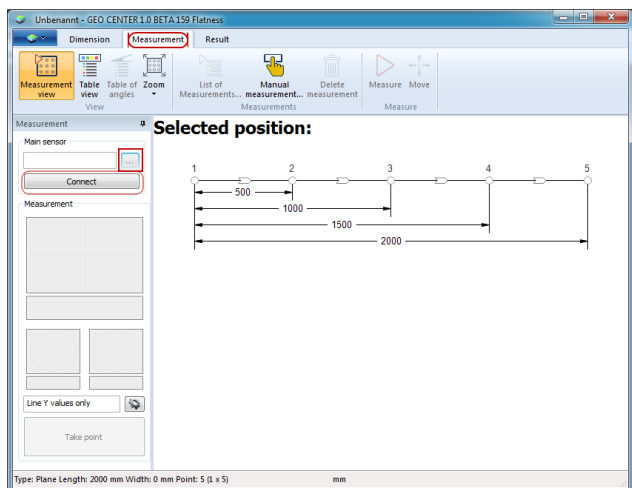 Unbenannt - GEO CENTER 1.0 BETA 159 Flatness
Dimension Measurement Result
Measurement view
Table view
Table of angles
Zoom
List of Measurements...
Manual measurement...
Delete measurement
Measure
Move
View Measurements Measure
Measurement
Selected position:
Main sensor
...
Connect
Measurement
1 2 3 4 5
500
1000
1500
2000
Line Y values only
Take point
Type: Plane Length: 2000 mm Width: 0 mm Point: 5 (1 x 5) mm